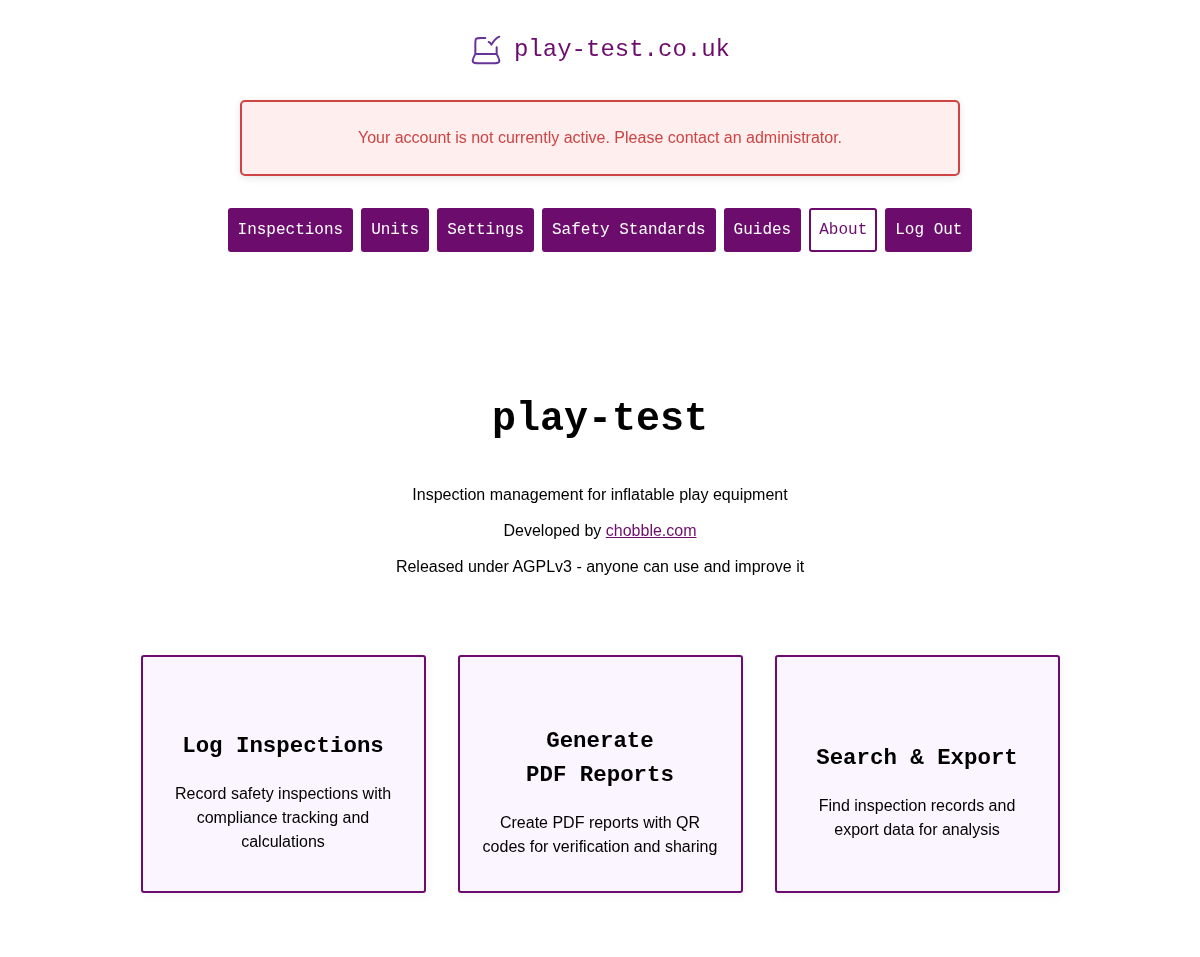 play-test.co.uk
Your account is not currently active. Please contact an administrator.
Inspections Units Settings Safety Standards Guides About Log Out
play-test
Inspection management for inflatable play equipment
Developed by chobble.com
Released under AGPLv3 - anyone can use and improve it
Log Inspections
Record safety inspections with
compliance tracking and
calculations
Generate
PDF Reports
Create PDF reports with QR
codes for verification and sharing
Search & Export
Find inspection records and
export data for analysis